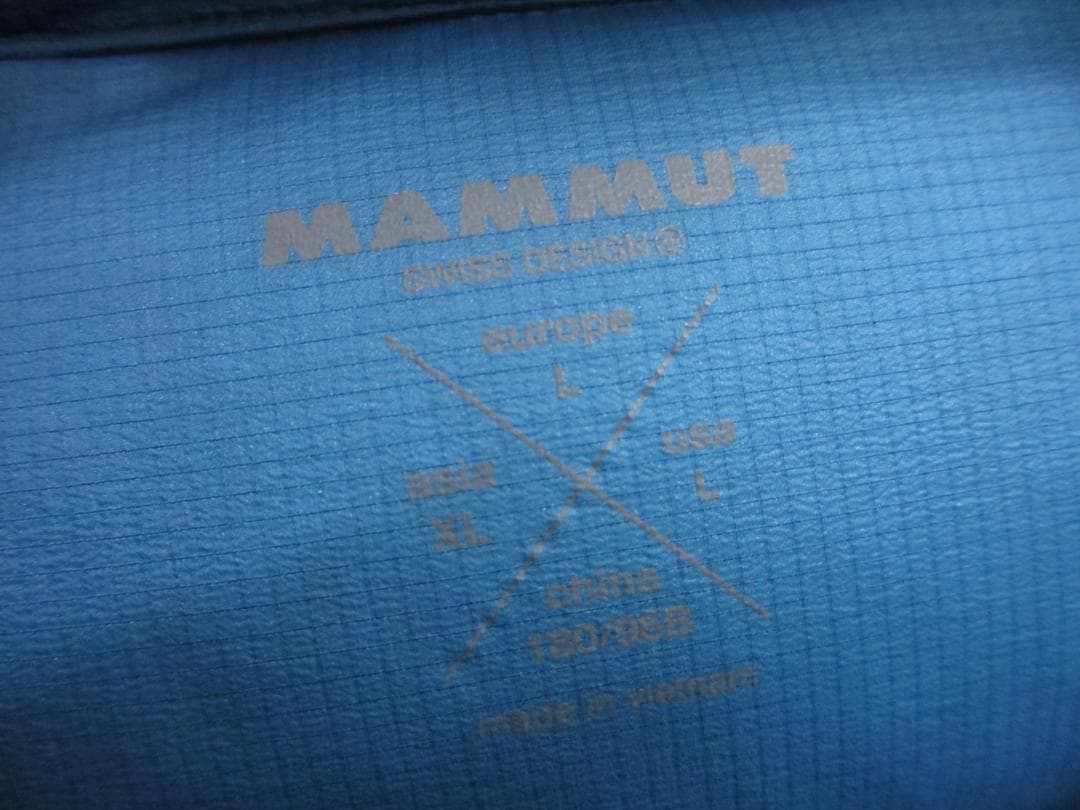 MAMMUT
SWISS DESIGN
europe
L
usa
L
asia
XL
china
180/96B
made in vietnam